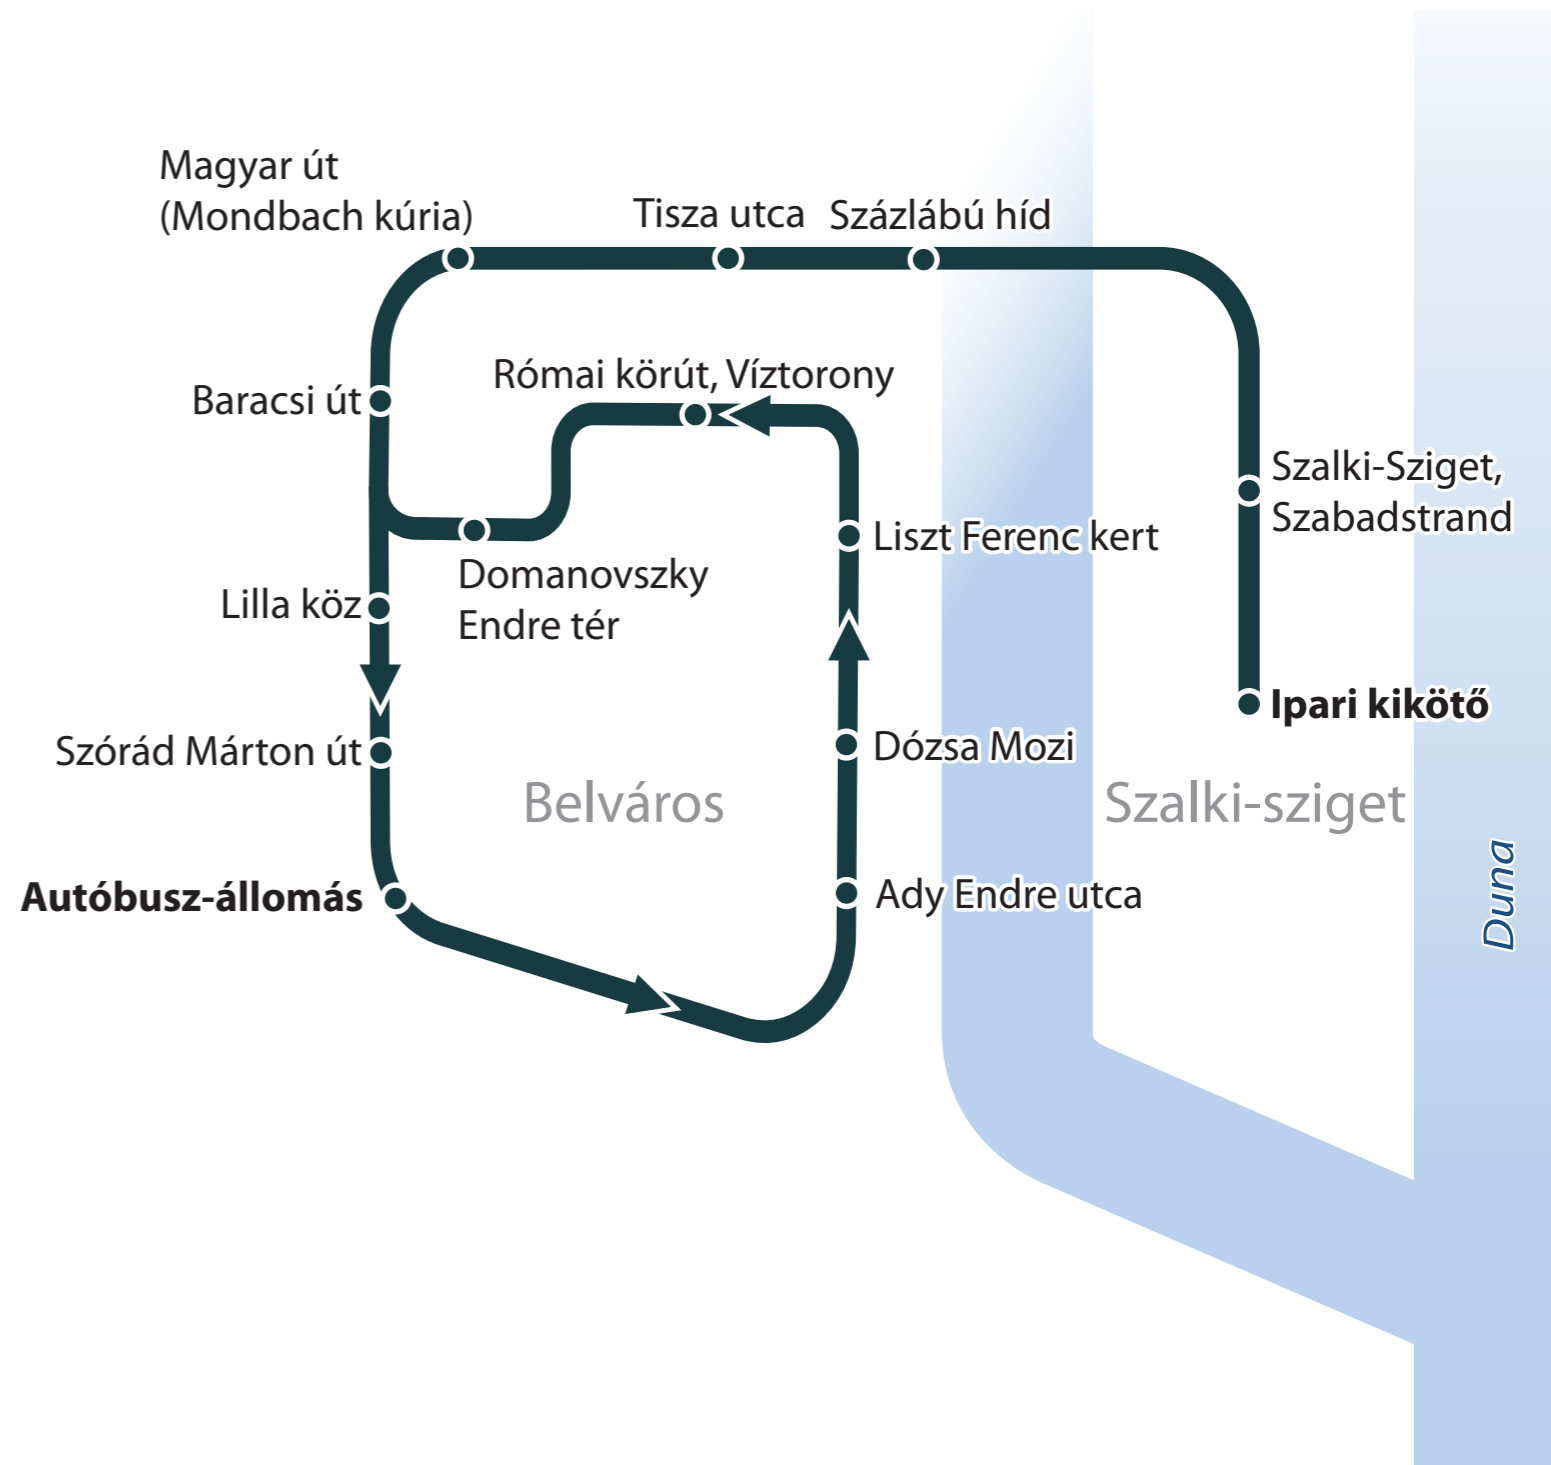 Magyar út
(Mondbach kúria)
Tisza utca
Százlábú híd
Római körút, Víztorony
Baracsi út
Szalki-Sziget,
Szabadstrand
Liszt Ferenc kert
Domanovszky
Endre tér
Lilla köz
Ipari kikötő
Szórád Márton út
Dózsa Mozi
Belváros
Szalki-sziget
Autóbusz-állomás
Ady Endre utca
Duna